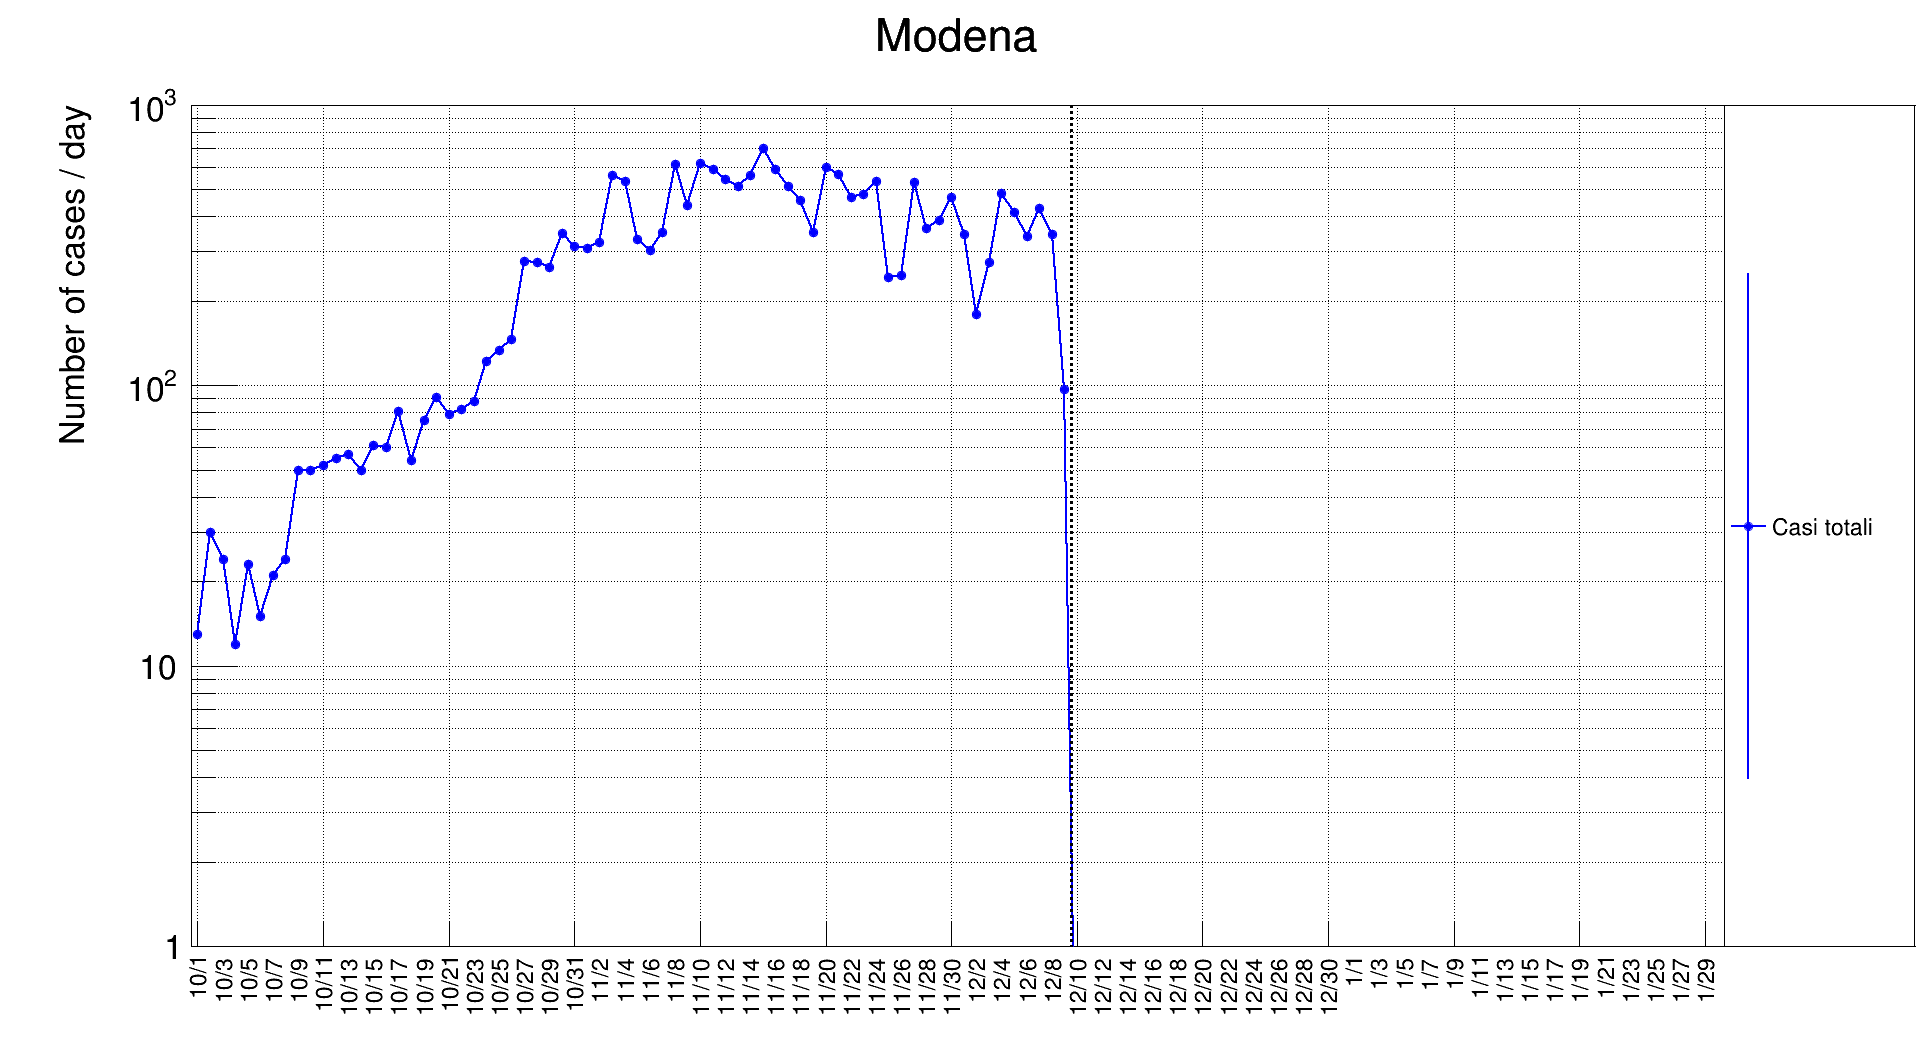 Modena
Number of cases / day
10³
10²
10
1
10/1 10/3 10/5 10/7 10/9 10/11 10/13 10/15 10/17 10/19 10/21 10/23 10/25 10/27 10/29 10/31 11/2 11/4 11/6 11/8 11/10 11/12 11/14 11/16 11/18 11/20 11/22 11/24 11/26 11/28 11/30 12/2 12/4 12/6 12/8 12/10 12/12 12/14 12/16 12/18 12/20 12/22 12/24 12/26 12/28 12/30 1/1 1/3 1/5 1/7 1/9 1/11 1/13 1/15 1/17 1/19 1/21 1/23 1/25 1/27 1/29
Casi totali